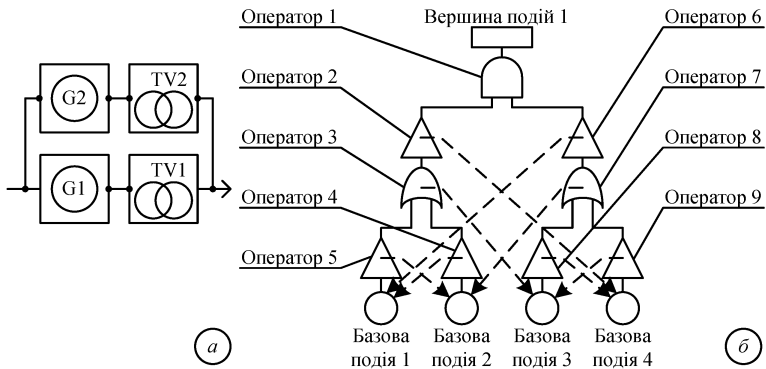 Оператор 1
Вершина подій 1
Оператор 6
Оператор 2
Оператор 7
Оператор 3
Оператор 8
Оператор 4
Оператор 9
Оператор 5
G2
TV2
G1
TV1
Базова подія 1
Базова подія 2
Базова подія 3
Базова подія 4
а
б